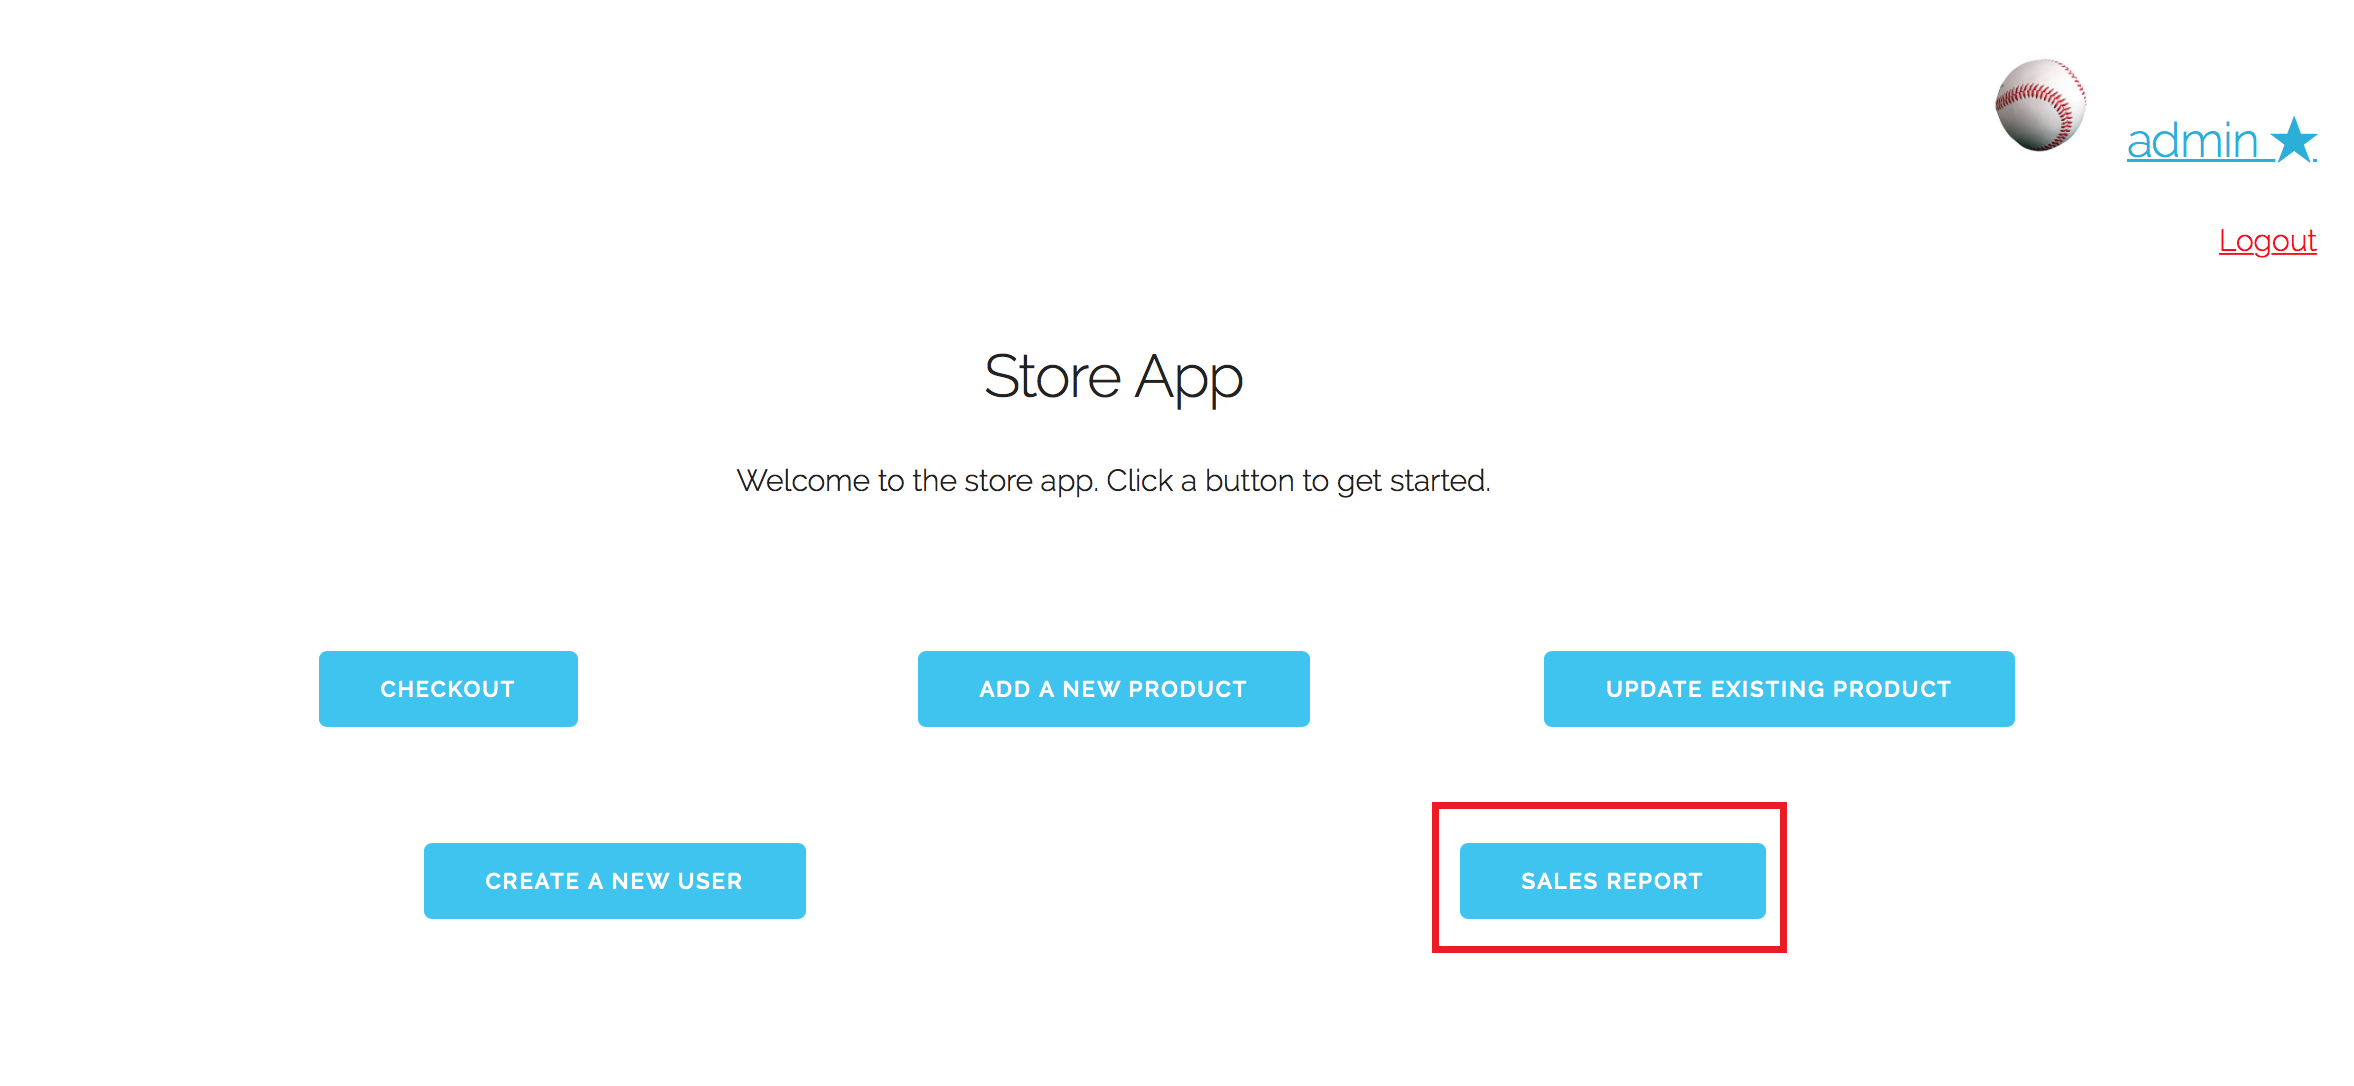 admin ★
Logout
Store App
Welcome to the store app. Click a button to get started.
CHECKOUT
ADD A NEW PRODUCT
UPDATE EXISTING PRODUCT
CREATE A NEW USER
SALES REPORT